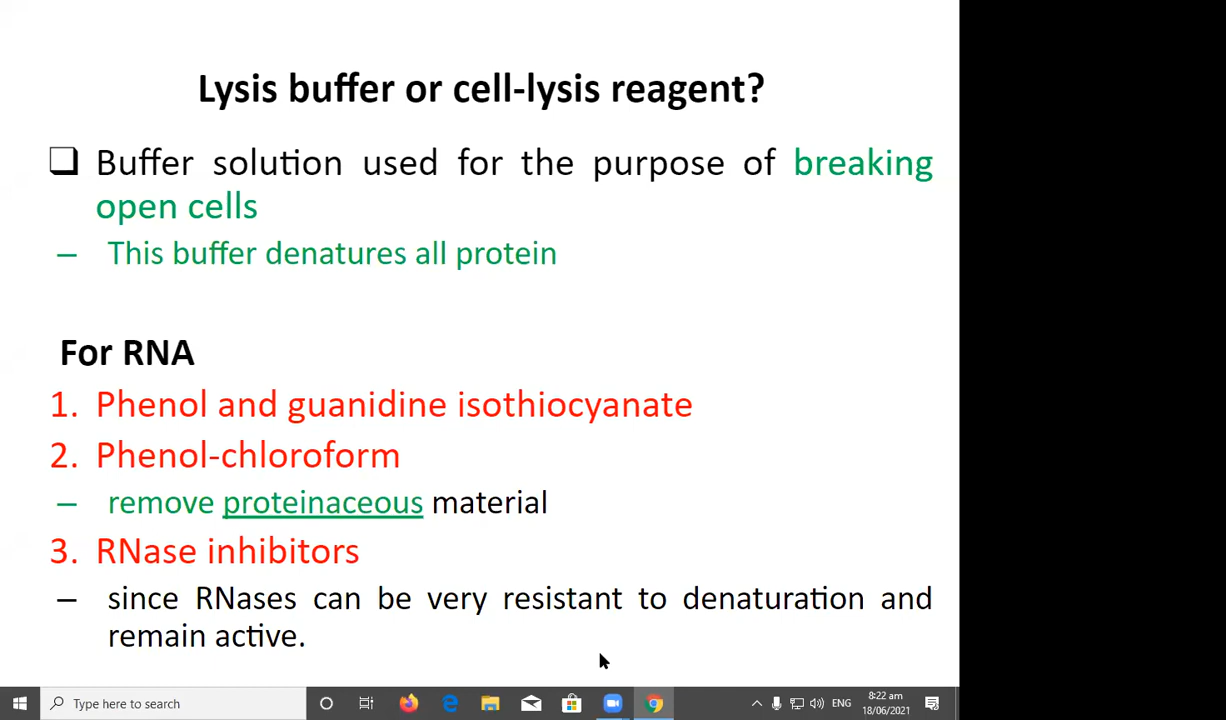 Lysis buffer or cell-lysis reagent?
❑ Buffer solution used for the purpose of breaking
open cells
– This buffer denatures all protein
For RNA
1. Phenol and guanidine isothiocyanate
2. Phenol-chloroform
– remove proteinaceous material
3. RNase inhibitors
– since RNases can be very resistant to denaturation and
remain active.
Type here to search
ENG
8:22 am
18/06/2021